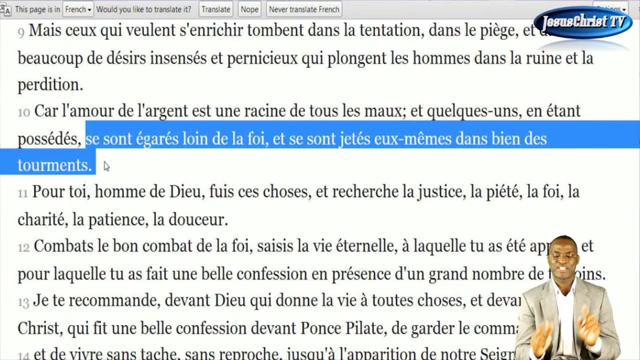 This page is in French Would you like to translate it? Translate Nope Never translate French
JesusChrist TV
9 Mais ceux qui veulent s'enrichir tombent dans la tentation, dans le piège, et
beaucoup de désirs insensés et pernicieux qui plongent les hommes dans la ruine et la
perdition.
10 Car l'amour de l'argent est une racine de tous les maux; et quelques-uns, en étant
possédés, se sont égarés loin de la foi, et se sont jetés eux-mêmes dans bien des
tourments.
11 Pour toi, homme de Dieu, fuis ces choses, et recherche la justice, la piété, la foi, la
charité, la patience, la douceur.
12 Combats le bon combat de la foi, saisis la vie éternelle, à laquelle tu as été et
pour laquelle tu as fait une belle confession en présence d'un grand nombre de
13 Je te recommande, devant Dieu qui donne la vie à toutes choses, et
Christ, qui fit une belle confession devant Ponce Pilate, de garder le
14 et de vivre sans tache, sans reproche, jusqu'à l'apparition de notre